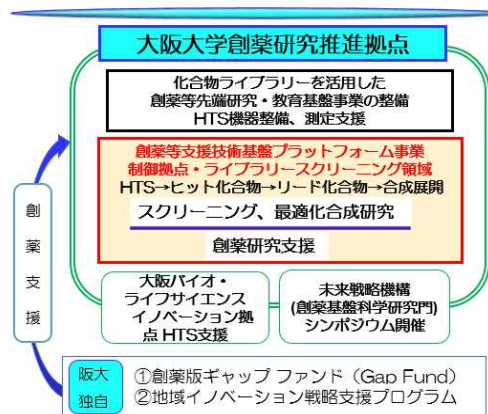 大阪大学創薬研究推進拠点
化合物ライブラリーを活用した
創薬等先端研究・教育基盤事業の整備
HTS機器整備、測定支援
創薬等支援技術基盤プラットフォーム事業
制御拠点・ライブラリースクリーニング領域
HTS→ヒット化合物→リード化合物→合成展開
スクリーニング、最適化合成研究
創薬研究支援
大阪バイオ・
ライフサイエンス
イノベーション拠
点 HTS支援
未来戦略機構
(創薬基盤科学研究門)
シンポジウム開催
創薬支援
阪大
独自
①創薬版ギャップ ファンド (Gap Fund)
②地域イノベーション戦略支援プログラム